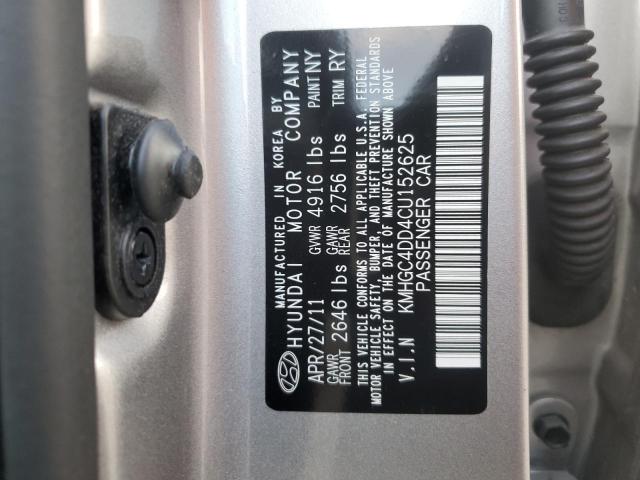 MANUFACTURED IN KOREA BY
HYUNDAI MOTOR COMPANY
APR/27/11 GVWR 4916 lbs PAINT NY
GAWR FRONT 2646 lbs GAWR REAR 2756 lbs TRIM RY
THIS VEHICLE CONFORMS TO ALL APPLICABLE U.S.A. FEDERAL
MOTOR VEHICLE SAFETY, BUMPER, AND THEFT PREVENTION STANDARDS
IN EFFECT ON THE DATE OF MANUFACTURE SHOWN ABOVE
V.I.N KMHGC4DD4CU152625
PASSENGER CAR